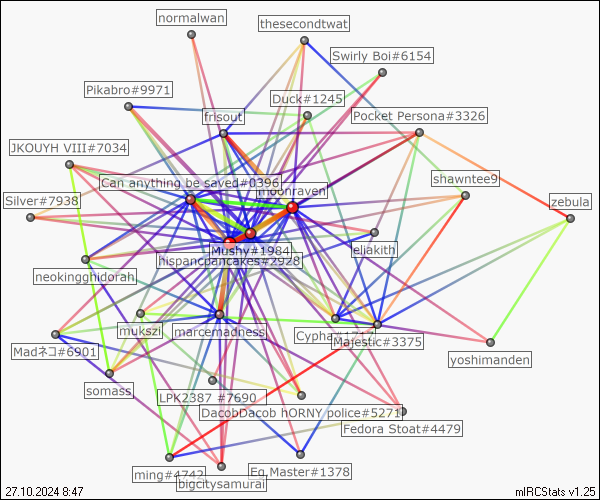 normalwan
thesecondtwat
Swirly Boi#6154
Pikabro#9971
Duck#1245
frisout
Pocket Persona#3326
JKOUYH VIII#7034
Can anything be saved#0396
moonraven
shawntee9
Silver#7938
zebula
Mushy#1984
eliakith
hispancpancakes#2928
neokingghidorah
mukszi
marcemadness
Majestic#3375
Madネコ#6901
yoshimanden
somass
LPK2387 #7690
DacobDacob hORNY police#5271
Fedora Stoat#4479
ming#4742
Eg Master#1378
bigcitysamurai
27.10.2024 8:47
mIRCStats v1.25